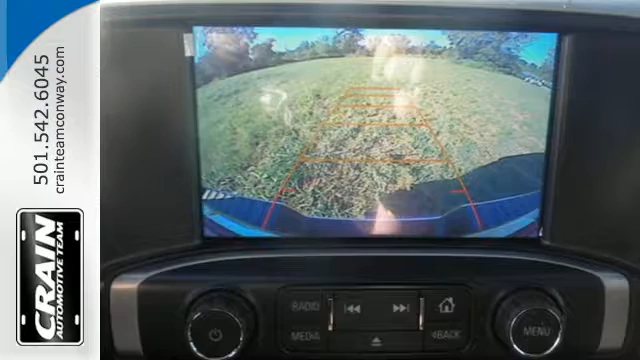 501.542.6045
crainteamconway.com
CRAIN
AUTOMOTIVE TEAM
RADIO
MEDIA
BACK
MENU